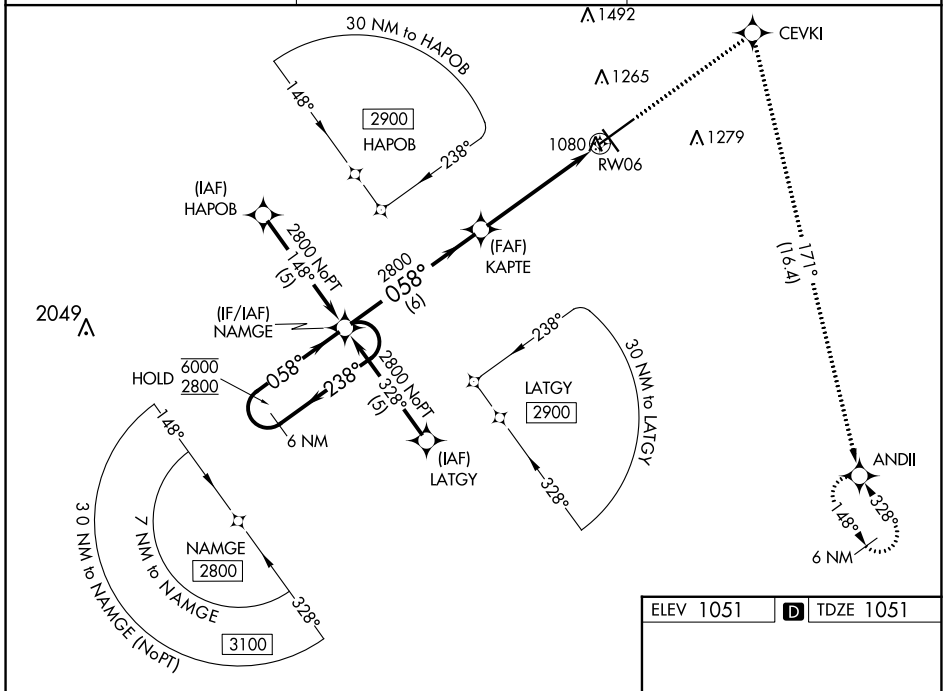 30 NM to HAPOB
148°
2900
HAPOB
238°
1492
CEVKI
1265
1279
1080
RW06
(IAF)
HAPOB
2800 NoPT
148°
(5)
(FAF)
KAPTE
2800
058°
(6)
171°
(16.4)
2049
(IF/IAF)
NAMGE
HOLD
6000
2800
058°
238°
6 NM
2800 NoPT
328°
(5)
(IAF)
LATGY
238°
30 NM to LATGY
LATGY
2900
328°
148°
30 NM to NAMGE (NoPT)
7 NM to NAMGE
NAMGE
2800
3100
328°
ANDII
148°
328°
6 NM
ELEV 1051 D TDZE 1051